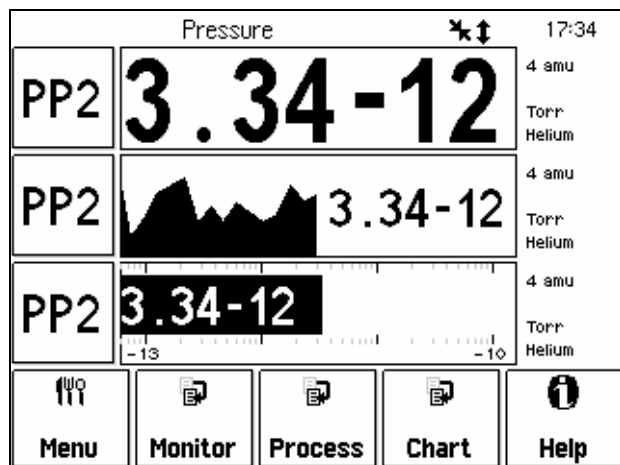 Pressure 17:34
PP2 3.34-12 4 amu
Torr
Helium
PP2 3.34-12 4 amu
Torr
Helium
PP2 3.34-12 4 amu
Torr
-13 -10 Helium
Menu Monitor Process Chart Help